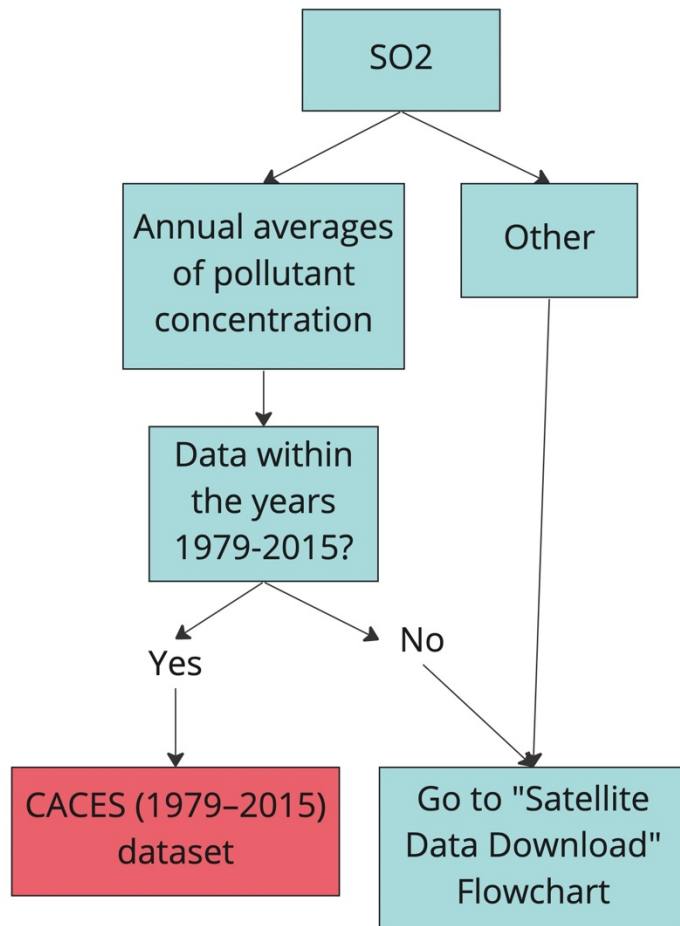 SO2
Annual averages
of pollutant
concentration
Other
Data within
the years
1979-2015?
Yes
No
CACES (1979–2015)
dataset
Go to "Satellite
Data Download"
Flowchart